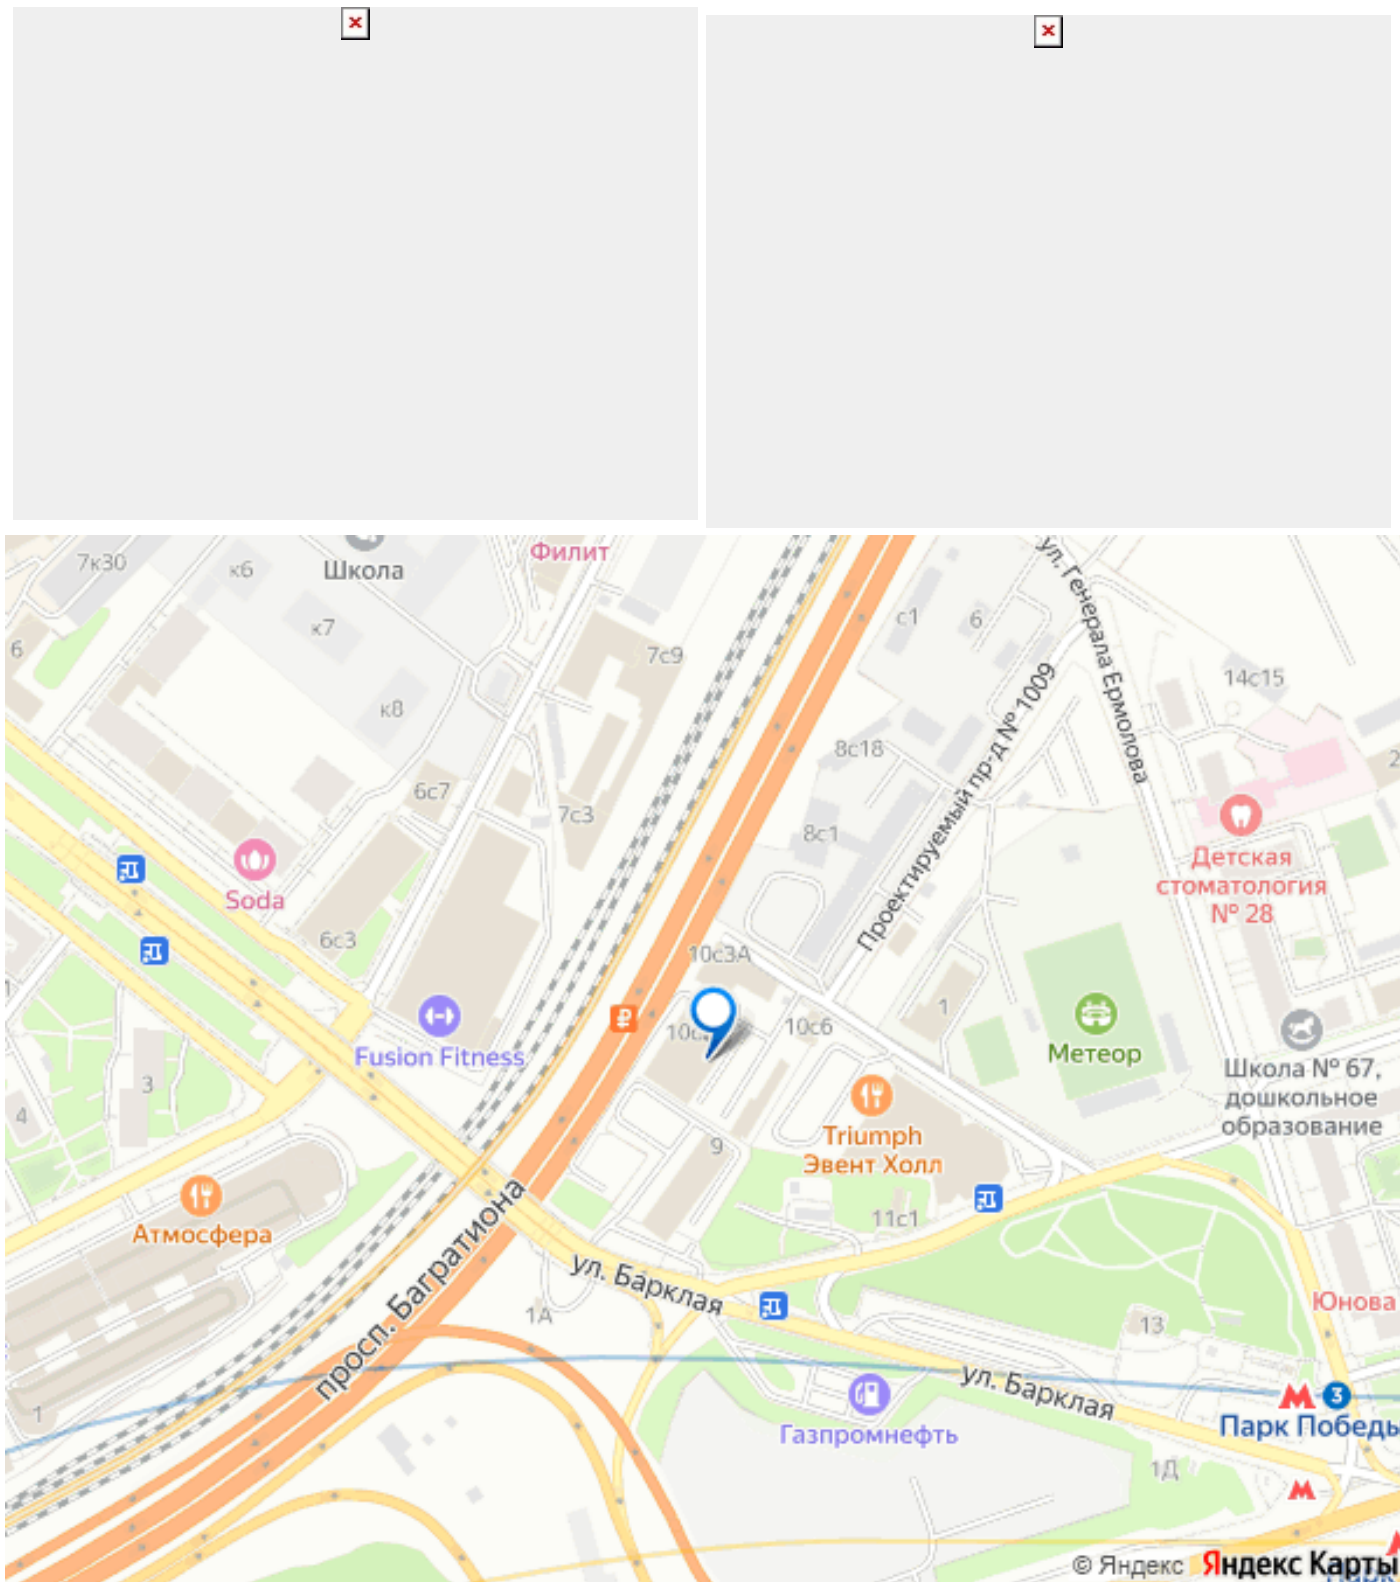 Филит
7к30
к6
Школа
ул. Генерала Ермолова
к7
с1
6
6
7с9
14с15
к8
Проектируемый пр-д № 1009
8с18
6с7
7с3
8с1
Детская
стоматология
№ 28
Soda
6с3
10с3А
1
10с6
Fusion Fitness
Метеор
Школа № 67,
дошкольное
образование
3
4
Triumph
Эвент Холл
9
Атмосфера
11с1
просп. Багратиона
ул. Барклая
1А
Юнова
13
ул. Барклая
3
Парк Победы
1
Газпромнефть
1Д
© Яндекс Яндекс Карты